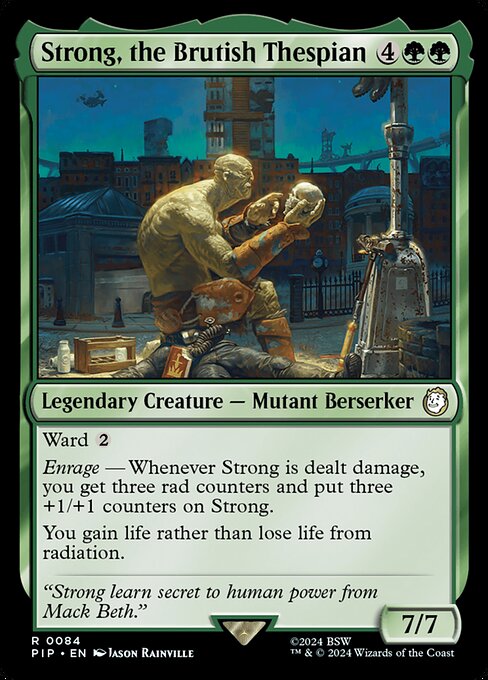 Strong, the Brutish Thespian 4
Legendary Creature — Mutant Berserker
Ward 2
Enrage — Whenever Strong is dealt damage,
you get three rad counters and put three
+1/+1 counters on Strong.
You gain life rather than lose life from
radiation.
“Strong learn secret to human power from
Mack Beth.”
7/7
R 0084
PIP • EN Jason Rainville
©2024 BSW
™ & © 2024 Wizards of the Coast